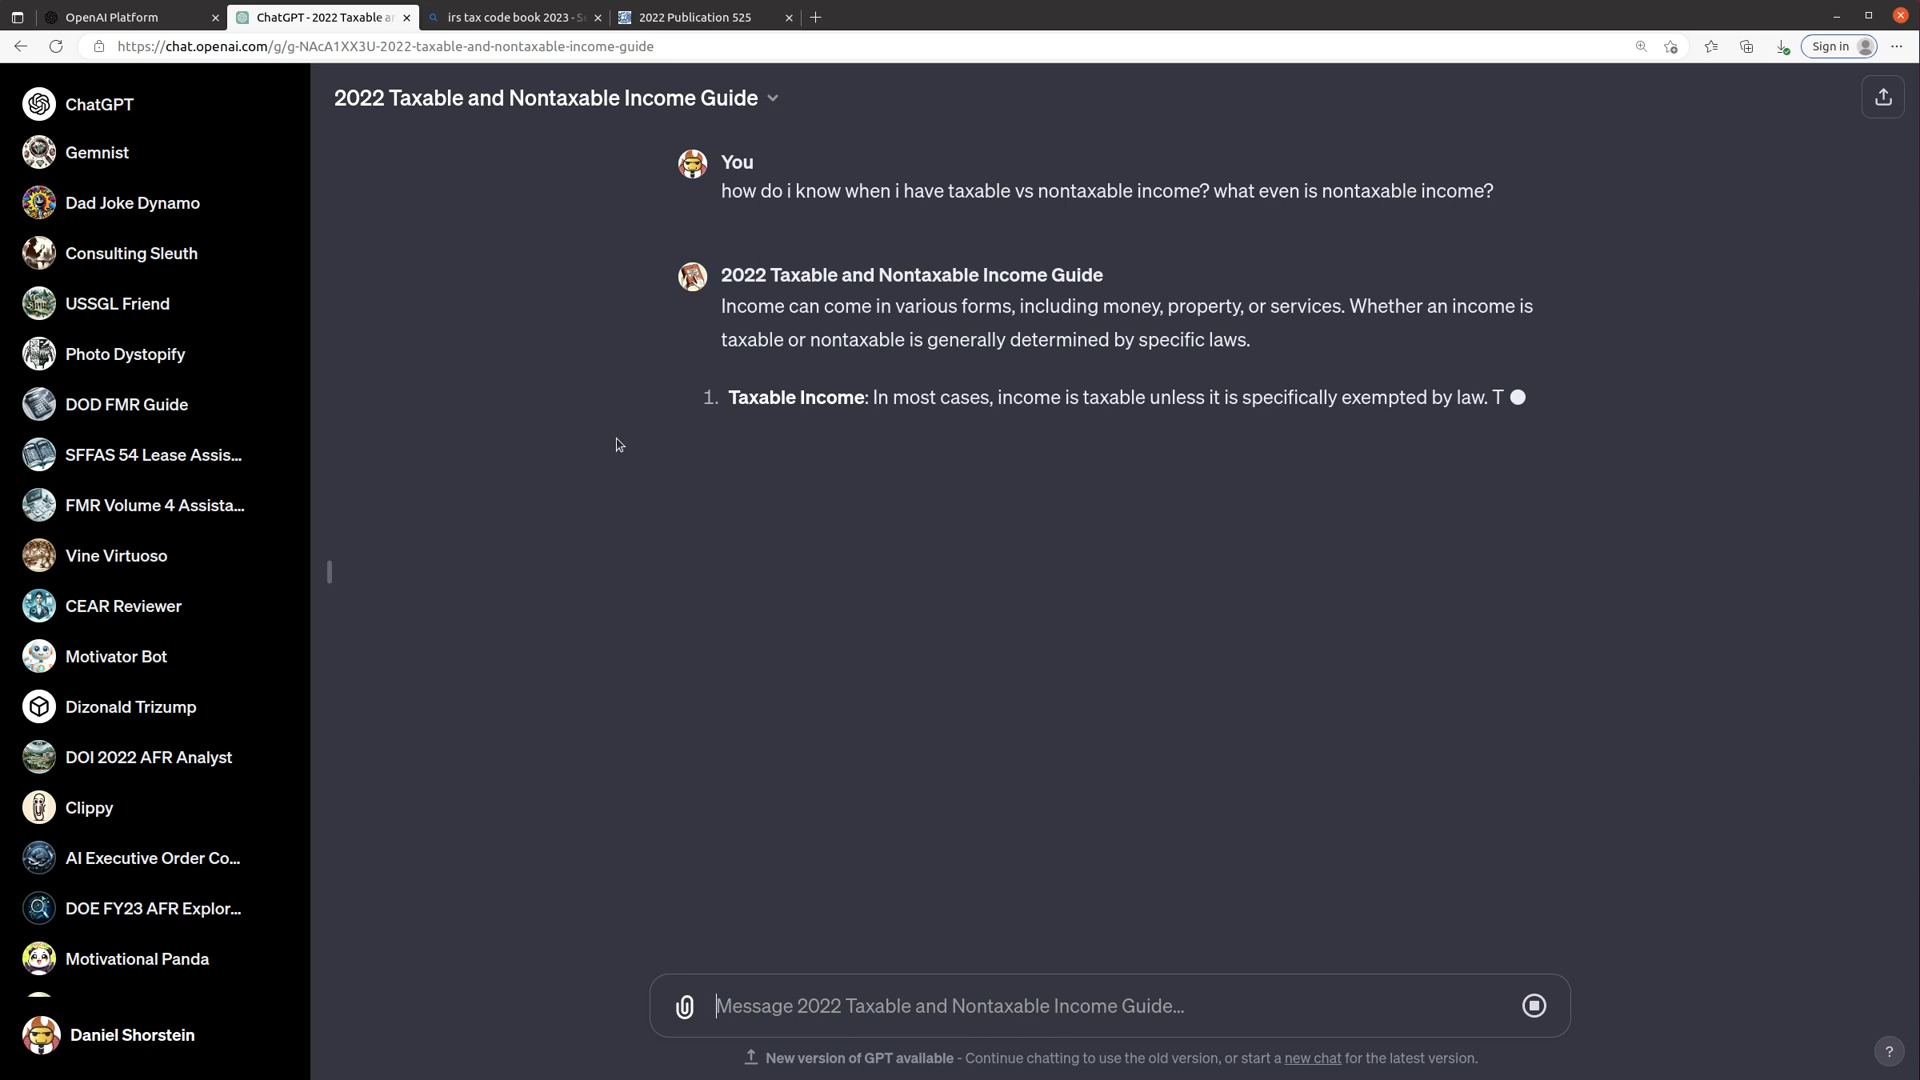 OpenAI Platform
ChatGPT - 2022 Taxable a
irs tax code book 2023 - S
2022 Publication 525
https://chat.openai.com/g/g-NAcA1XX3U-2022-taxable-and-nontaxable-income-guide
Sign in
ChatGPT
Gemnist
Dad Joke Dynamo
Consulting Sleuth
USSGL Friend
Photo Dystopify
DOD FMR Guide
SFFAS 54 Lease Assis...
FMR Volume 4 Assista...
Vine Virtuoso
CEAR Reviewer
Motivator Bot
Dizonald Trizump
DOI 2022 AFR Analyst
Clippy
AI Executive Order Co...
DOE FY23 AFR Explor...
Motivational Panda
Daniel Shorstein
2022 Taxable and Nontaxable Income Guide
You
how do i know when i have taxable vs nontaxable income? what even is nontaxable income?
2022 Taxable and Nontaxable Income Guide
Income can come in various forms, including money, property, or services. Whether an income is
taxable or nontaxable is generally determined by specific laws.
1. Taxable Income: In most cases, income is taxable unless it is specifically exempted by law. T
Message 2022 Taxable and Nontaxable Income Guide...
New version of GPT available - Continue chatting to use the old version, or start a new chat for the latest version.
?